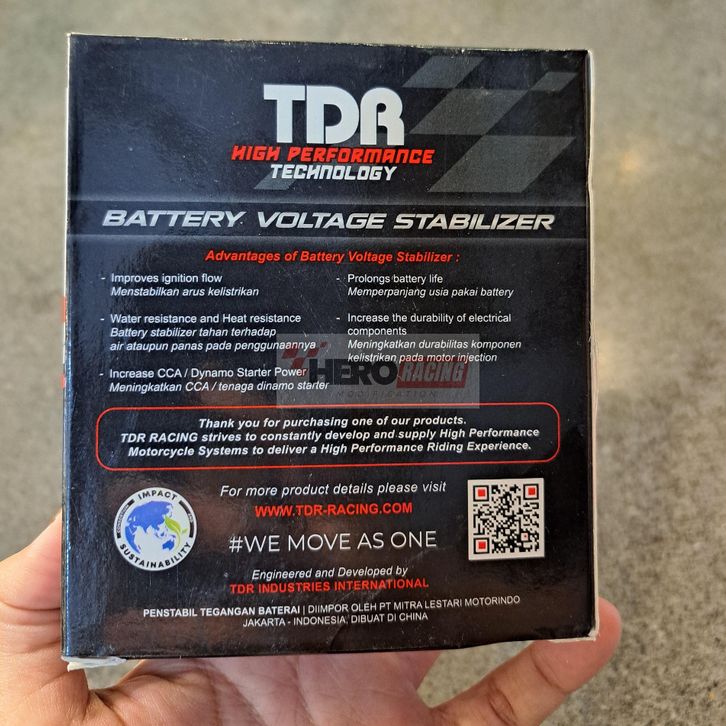 TDR
HIGH PERFORMANCE
TECHNOLOGY
BATTERY VOLTAGE STABILIZER
Advantages of Battery Voltage Stabilizer :
- Improves ignition flow
Menstabilkan arus kelistrikan
- Water resistance and Heat resistance
Battery stabilizer tahan terhadap
air ataupun panas pada penggunaannya
- Increase CCA / Dynamo Starter Power
Meningkatkan CCA / tenaga dinamo starter
- Prolongs battery life
Memperpanjang usia pakai battery
- Increase the durability of electrical
components
Meningkatkan durabilitas komponen
kelistrikan pada motor injection
HERO RACING
MODIFICATION
Thank you for purchasing one of our products.
TDR RACING strives to constantly develop and supply High Performance
Motorcycle Systems to deliver a High Performance Riding Experience.
For more product details please visit
WWW.TDR-RACING.COM
#WE MOVE AS ONE
IMPACT
SUSTAINABILITY
Engineered and Developed by
TDR INDUSTRIES INTERNATIONAL
PENSTABIL TEGANGAN BATERAI | DIIMPOR OLEH PT MITRA LESTARI MOTORINDO
JAKARTA - INDONESIA, DIBUAT DI CHINA